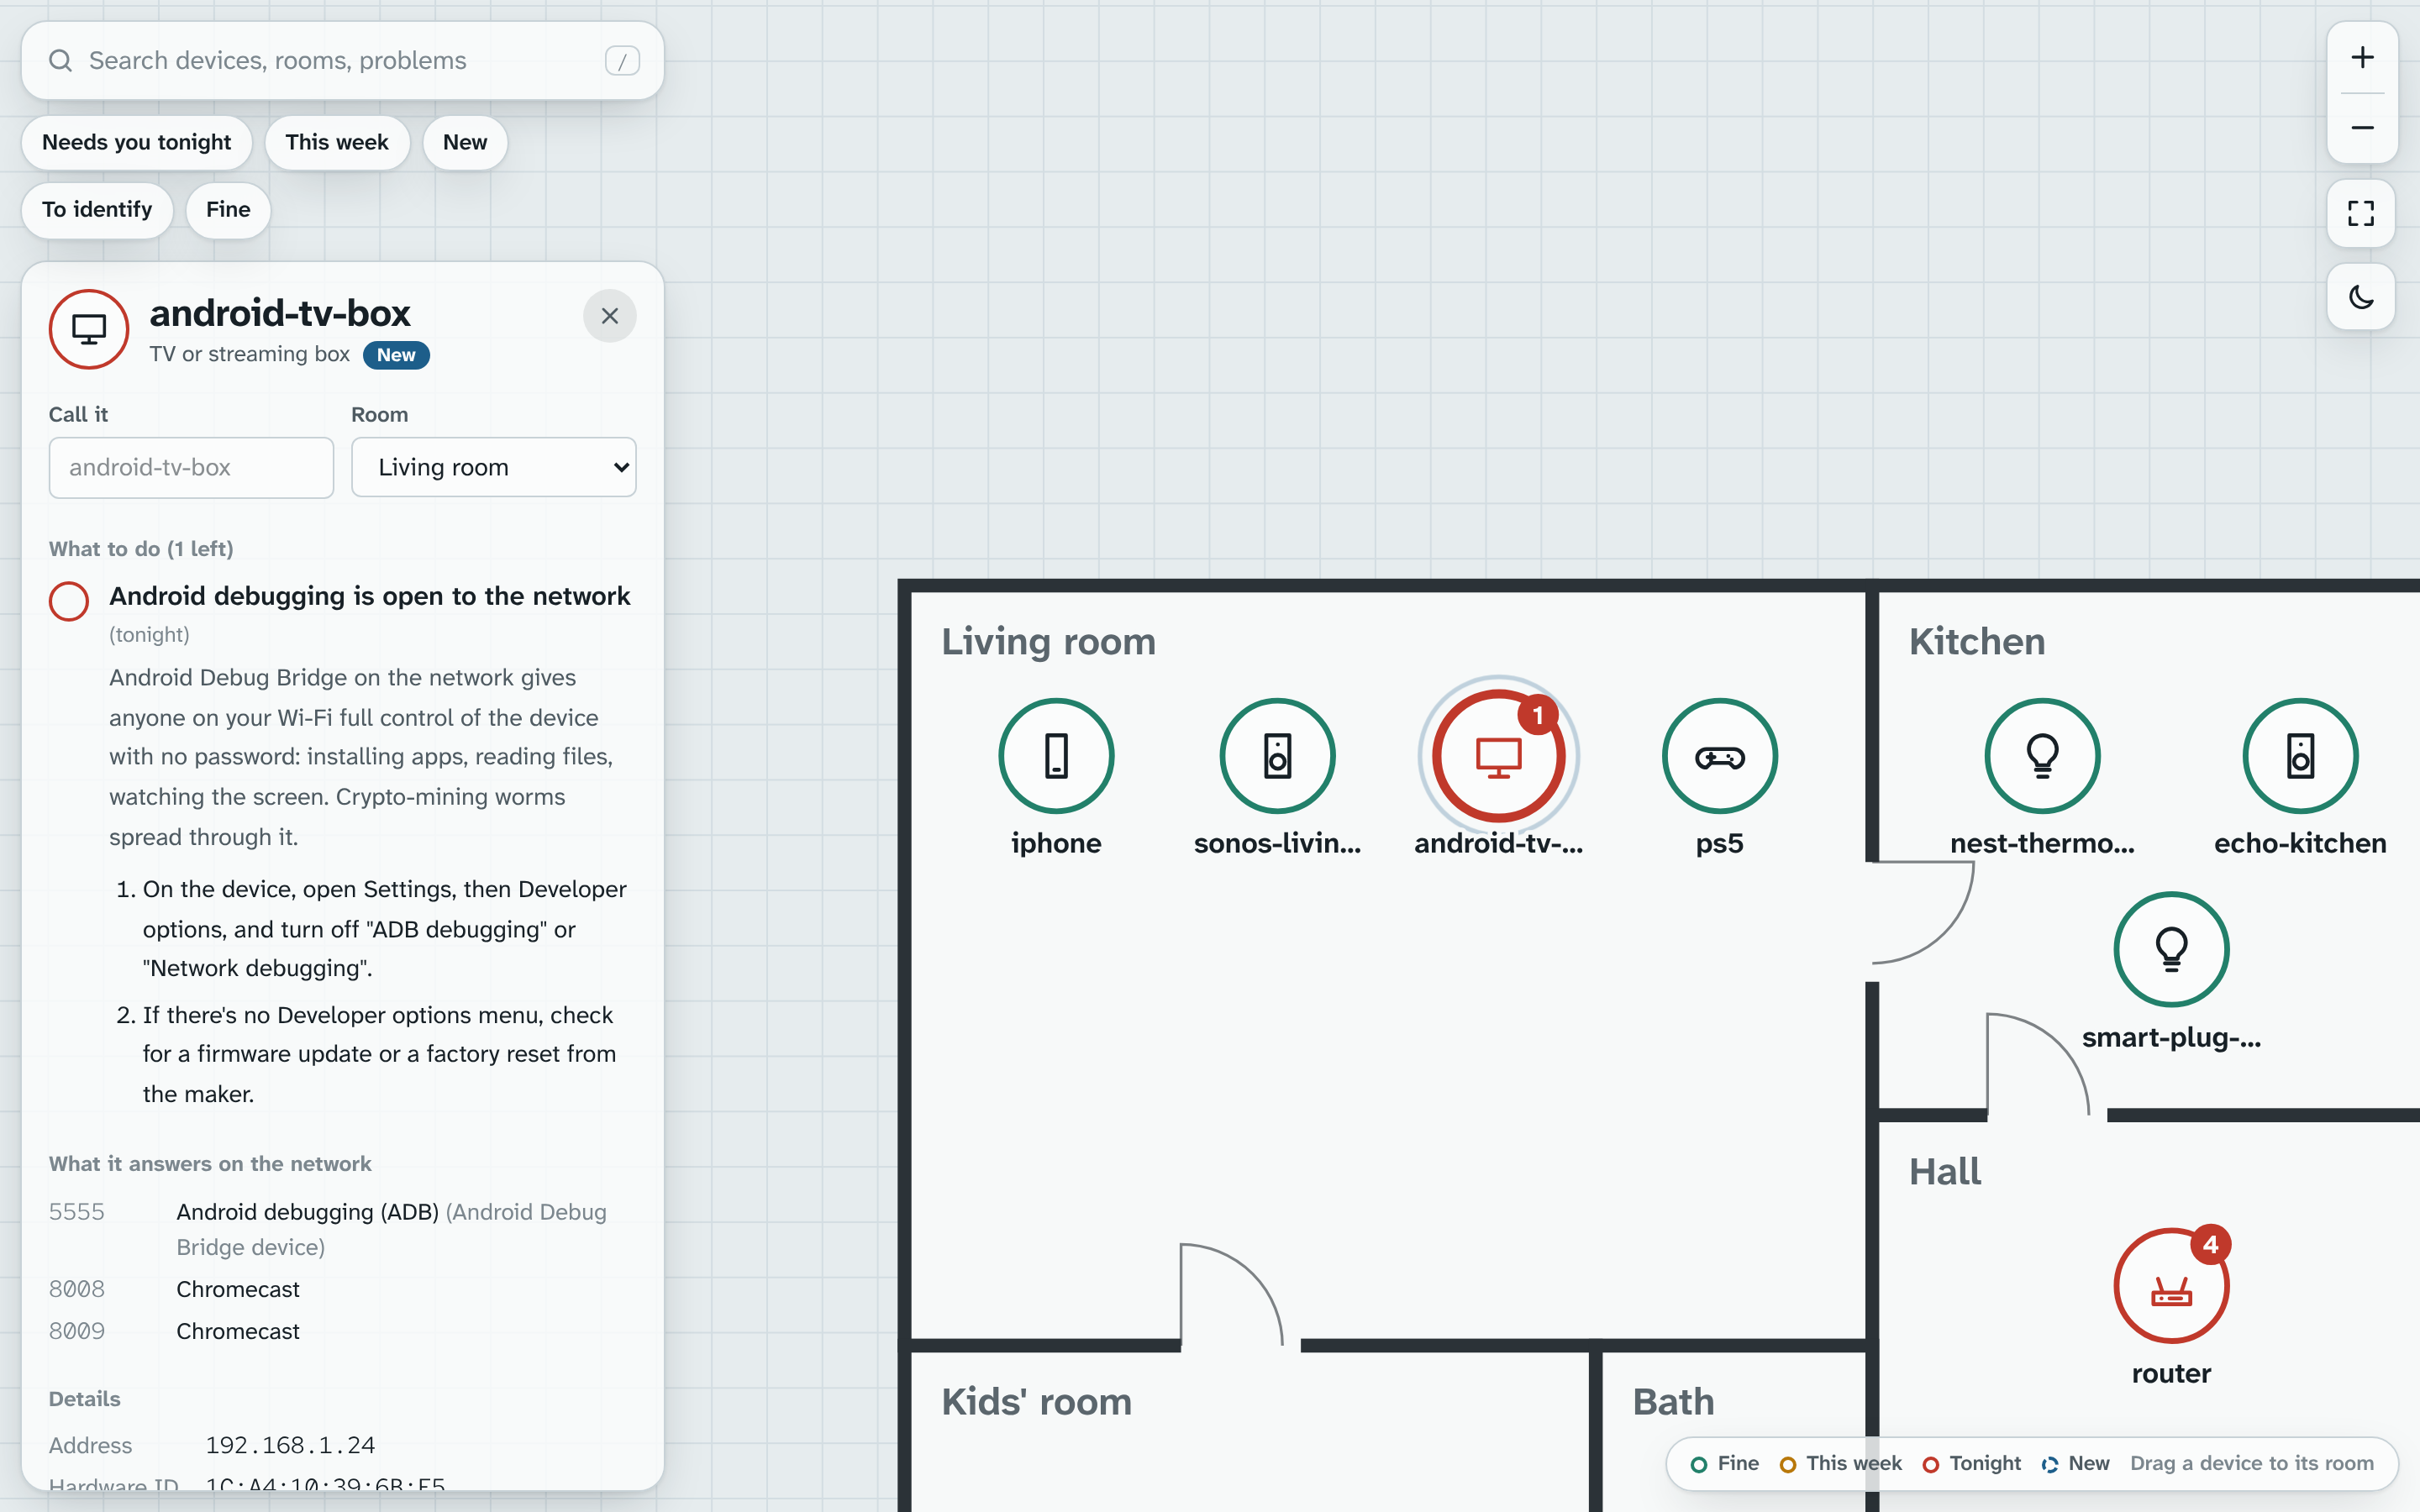 Search devices, rooms, problems /
Needs you tonight This week New
To identify Fine
android-tv-box
TV or streaming box New
Call it Room
android-tv-box Living room
What to do (1 left)
Android debugging is open to the network
(tonight)
Android Debug Bridge on the network gives
anyone on your Wi-Fi full control of the device
with no password: installing apps, reading files,
watching the screen. Crypto-mining worms
spread through it.
1. On the device, open Settings, then Developer
options, and turn off "ADB debugging" or
"Network debugging".
2. If there's no Developer options menu, check
for a firmware update or a factory reset from
the maker.
What it answers on the network
5555 Android debugging (ADB) (Android Debug
Bridge device)
8008 Chromecast
8009 Chromecast
Details
Address 192.168.1.24
Hardware ID 1C:A4:10:39:6B:F5
Living room
1
iphone sonos-livin... android-tv-... ps5
Kitchen
nest-thermo... echo-kitchen
smart-plug-...
Hall
4
router
Kids' room
Bath
Fine This week Tonight New Drag a device to its room